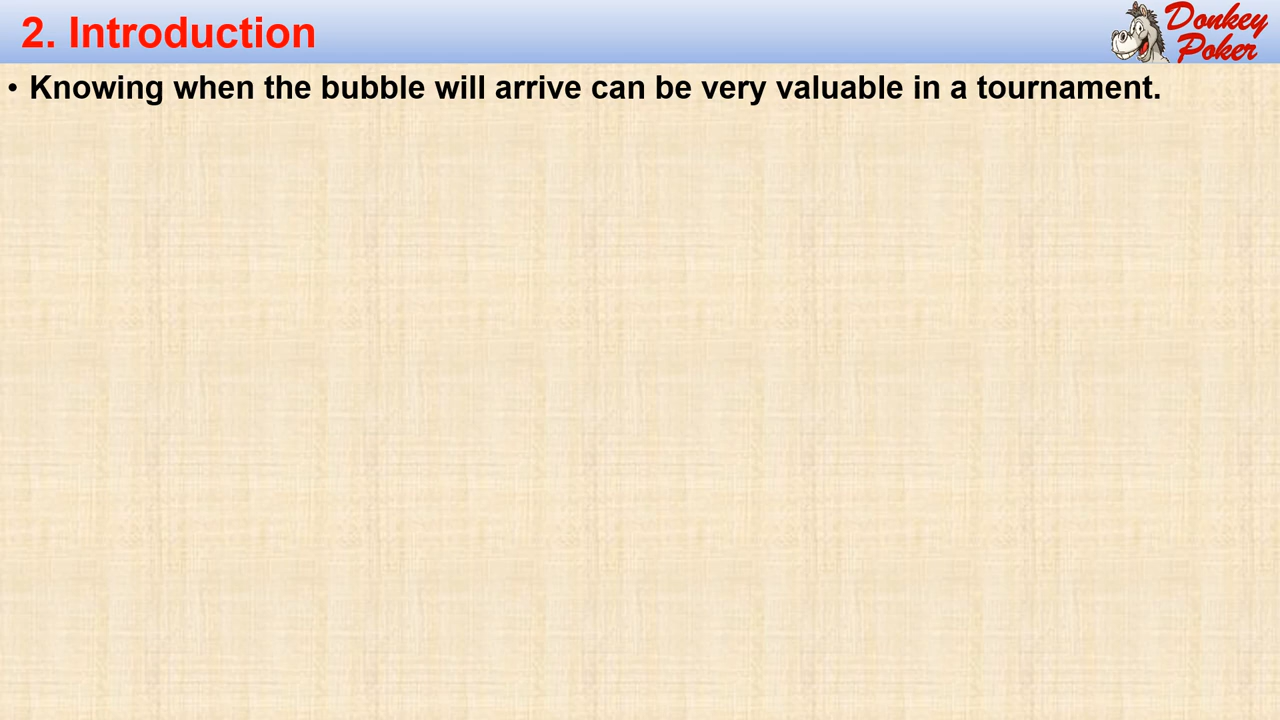 2. Introduction
Donkey
Poker
• Knowing when the bubble will arrive can be very valuable in a tournament.